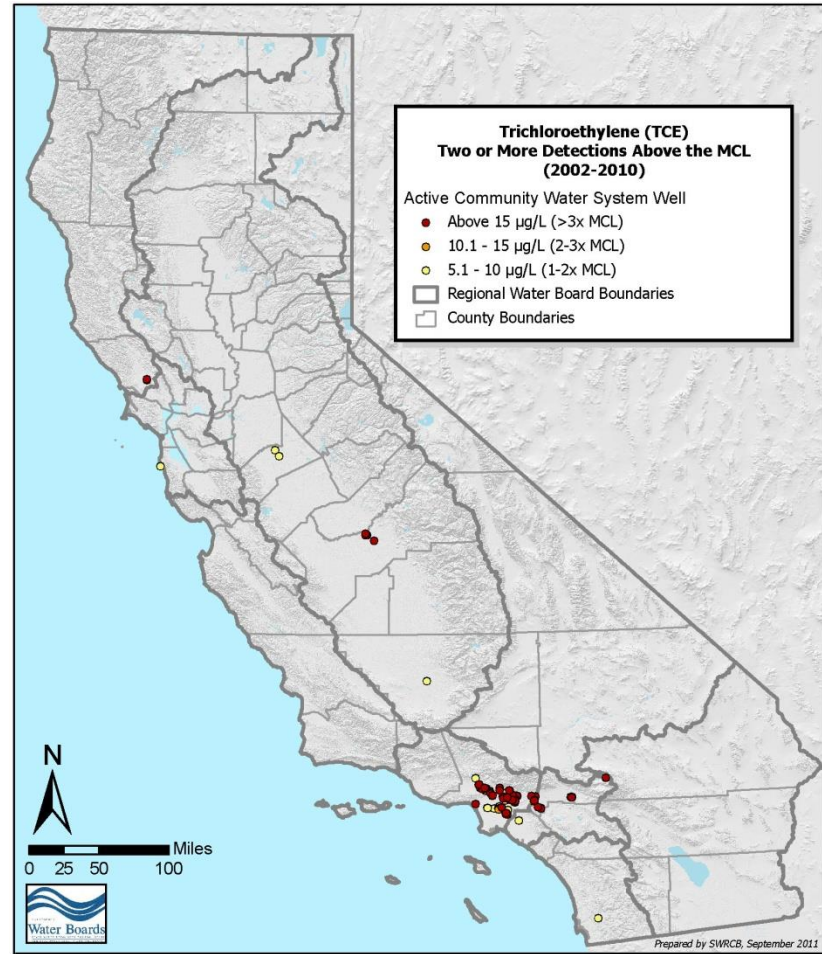 Trichloroethylene (TCE)
Two or More Detections Above the MCL
(2002-2010)
Active Community Water System Well
Above 15 µg/L (>3x MCL)
10.1 - 15 µg/L (2-3x MCL)
5.1 - 10 µg/L (1-2x MCL)
Regional Water Board Boundaries
County Boundaries
N
Miles
0 25 50 100
Water Boards
Prepared by SWRCB, September 2011